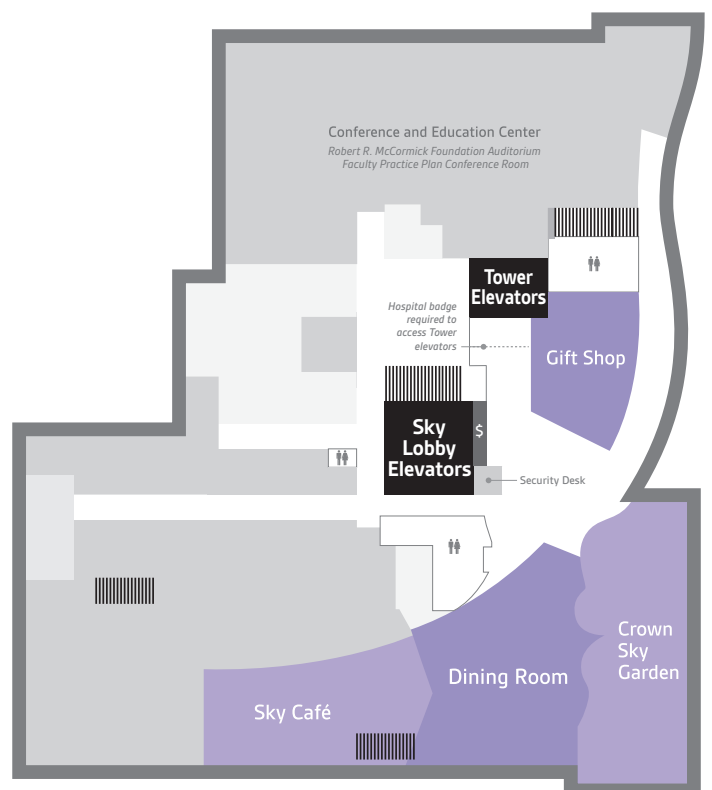 Conference and Education Center
Robert R. McCormick Foundation Auditorium
Faculty Practice Plan Conference Room
Tower
Elevators
Hospital badge
required to
access Tower
elevators
Gift Shop
Sky
Lobby
Elevators
$
Security Desk
Crown
Sky
Garden
Dining Room
Sky Café